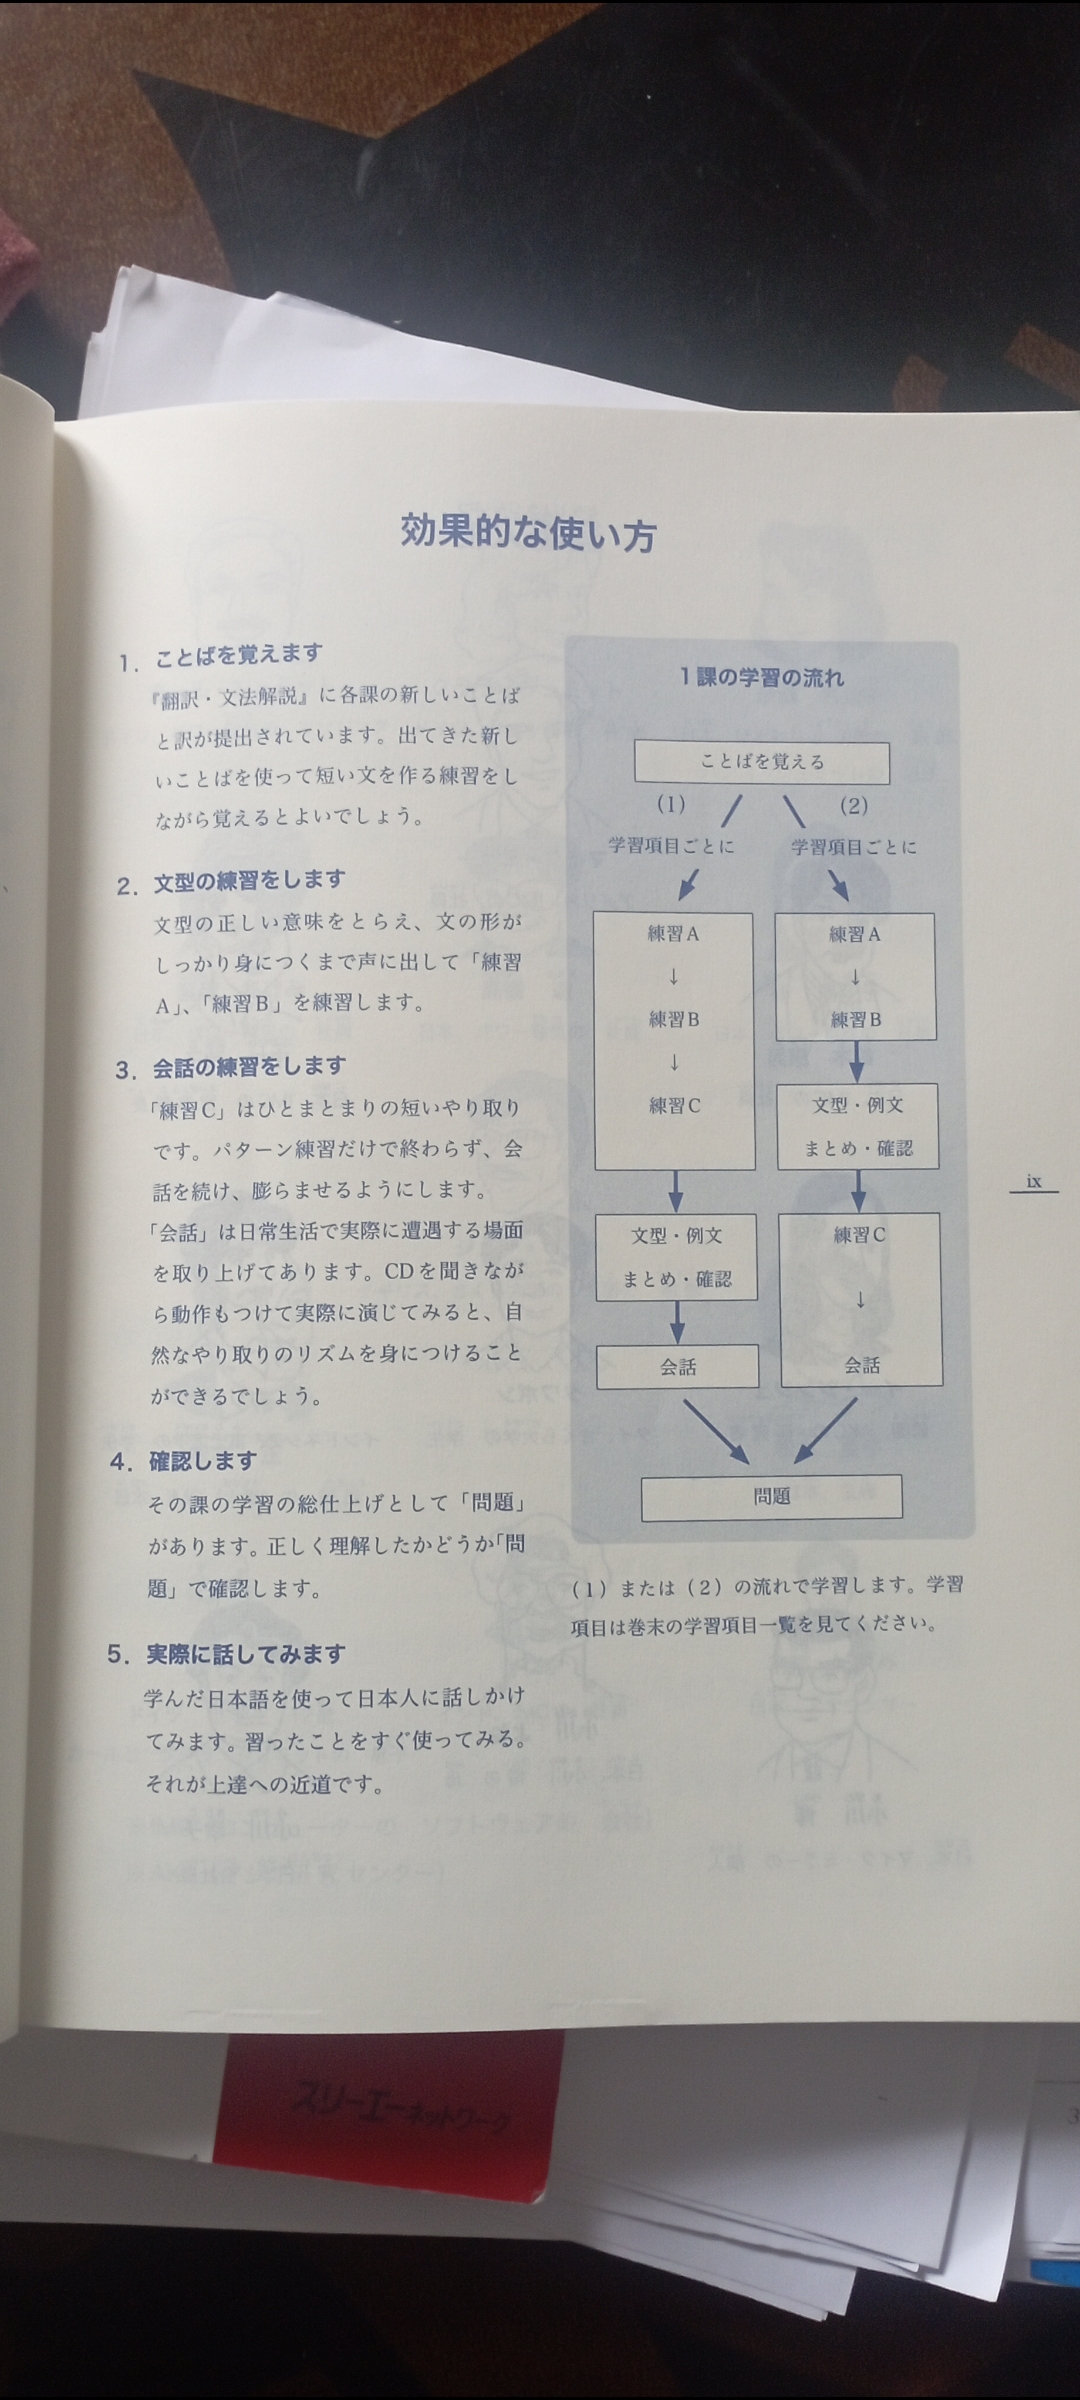 効果的な使い方
1. ことばを覚えます
『翻訳・文法解説』に各課の新しいことば
と訳が提出されています。出てきた新し
いことばを使って短い文を作る練習をし
ながら覚えるとよいでしょう。
2. 文型の練習をします
文型の正しい意味をとらえ、文の形が
しっかり身につくまで声に出して「練習
A」、「練習B」を練習します。
3. 会話の練習をします
「練習C」はひとまとまりの短いやり取り
です。パターン練習だけで終わらず、会
話を続け、膨らませるようにします。
「会話」は日常生活で実際に遭遇する場面
を取り上げてあります。CDを聞きなが
ら動作もつけて実際に演じてみると、自
然なやり取りのリズムを身につけること
ができるでしょう。
4. 確認します
その課の学習の総仕上げとして「問題」
があります。正しく理解したかどうか「問
題」で確認します。
5. 実際に話してみます
学んだ日本語を使って日本人に話しかけ
てみます。習ったことをすぐ使ってみる。
それが上達への近道です。
1課の学習の流れ
ことばを覚える
(1) (2)
学習項目ごとに 学習項目ごとに
練習A 練習A
↓ ↓
練習B 練習B
↓
練習C 文型・例文
まとめ・確認
文型・例文 練習C
まとめ・確認 ↓
会話 会話
問題
(1)または(2)の流れで学習します。学習
項目は巻末の学習項目一覧を見てください。
ix
スリーエーネットワーク